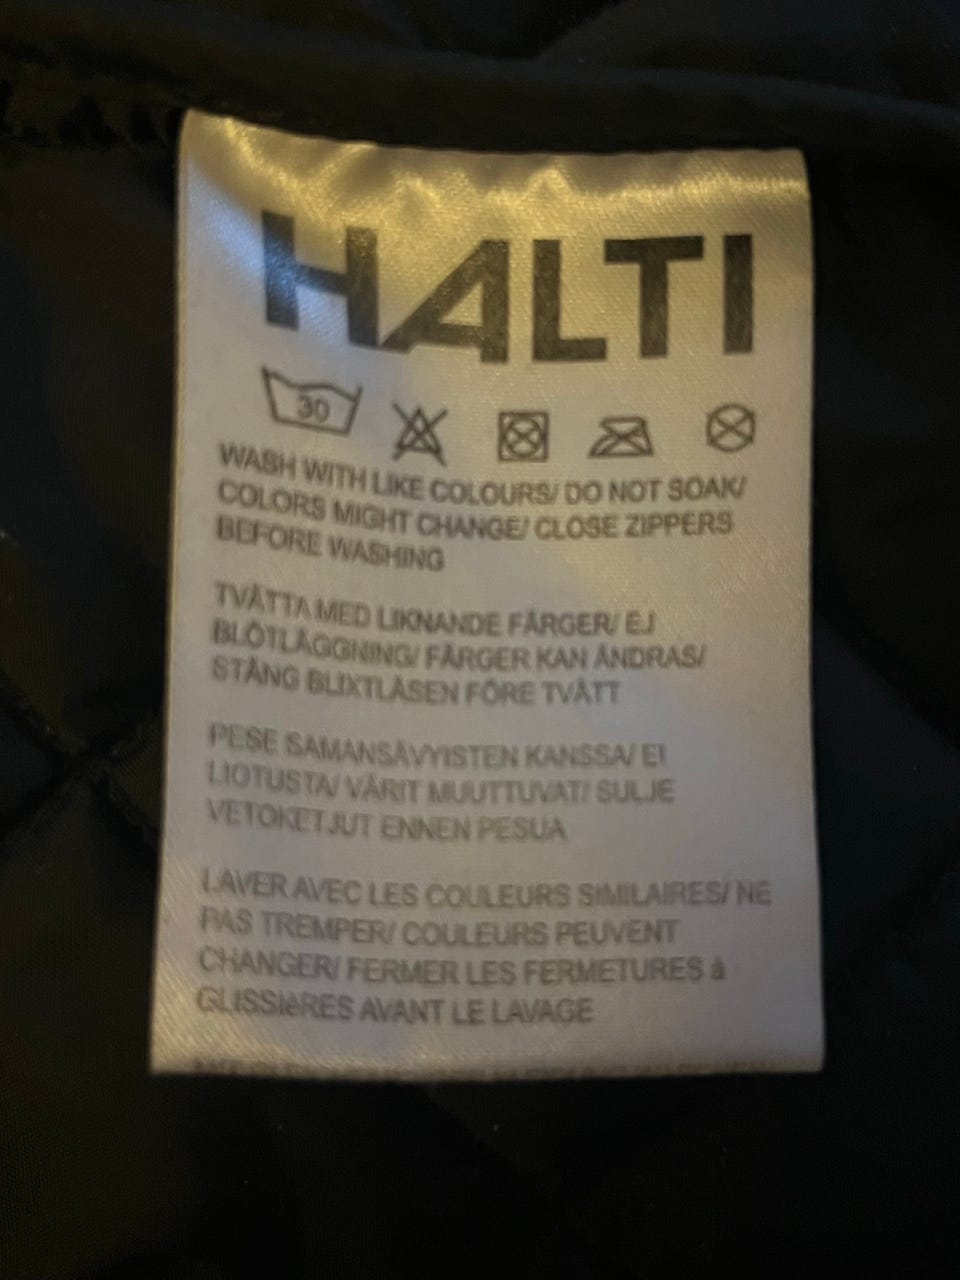 HALTI
30
WASH WITH LIKE COLOURS/ DO NOT SOAK/
COLORS MIGHT CHANGE/ CLOSE ZIPPERS
BEFORE WASHING
TVÄTTA MED LIKNANDE FÄRGER/ EJ
BLÖTLÄGGNING/ FÄRGER KAN ÄNDRAS/
STÄNG BLIXTLÅSEN FÖRE TVÄTT
PESE SAMANSÄVYISTEN KANSSA/ EI
LIOTUSTA/ VÄRIT MUUTTUVAT/ SULJE
VETOKETJUT ENNEN PESUA
LAVER AVEC LES COULEURS SIMILAIRES/ NE
PAS TREMPER/ COULEURS PEUVENT
CHANGER/ FERMER LES FERMETURES à
GLISSIèRES AVANT LE LAVAGE